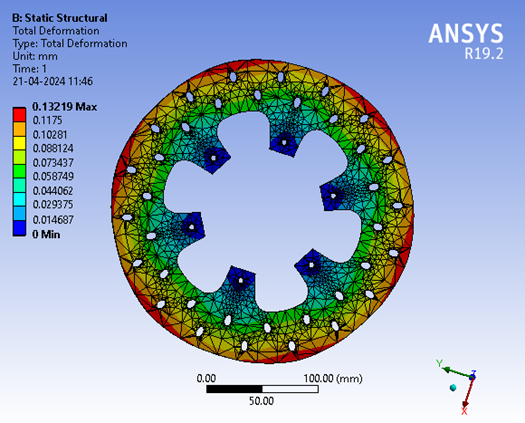 B: Static Structural
Total Deformation
Type: Total Deformation
Unit: mm
Time: 1
21-04-2024 11:46
ANSYS
R19.2
0.13219 Max
0.1175
0.10281
0.088124
0.073437
0.058749
0.044062
0.029375
0.014687
0 Min
0.00
100.00 (mm)
50.00
Y
Z
X